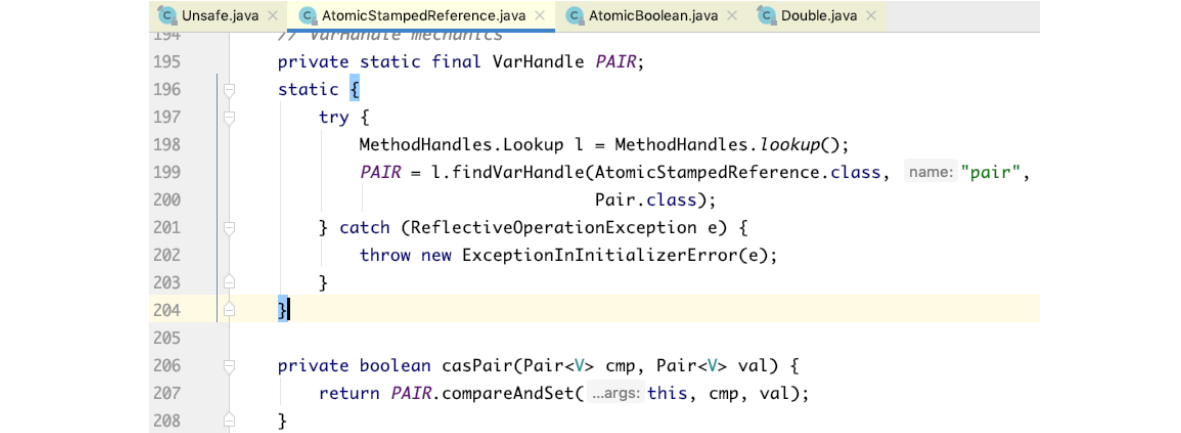 Unsafe.java × AtomicStampedReference.java × AtomicBoolean.java × Double.java ×
194 // VarHandle mechanics
195 private static final VarHandle PAIR;
196 static {
197 try {
198 MethodHandles.Lookup l = MethodHandles.lookup();
199 PAIR = l.findVarHandle(AtomicStampedReference.class, name: "pair",
200 Pair.class);
201 } catch (ReflectiveOperationException e) {
202 throw new ExceptionInInitializerError(e);
203 }
204 }
205
206 private boolean casPair(Pair<V> cmp, Pair<V> val) {
207 return PAIR.compareAndSet( ...args: this, cmp, val);
208 }